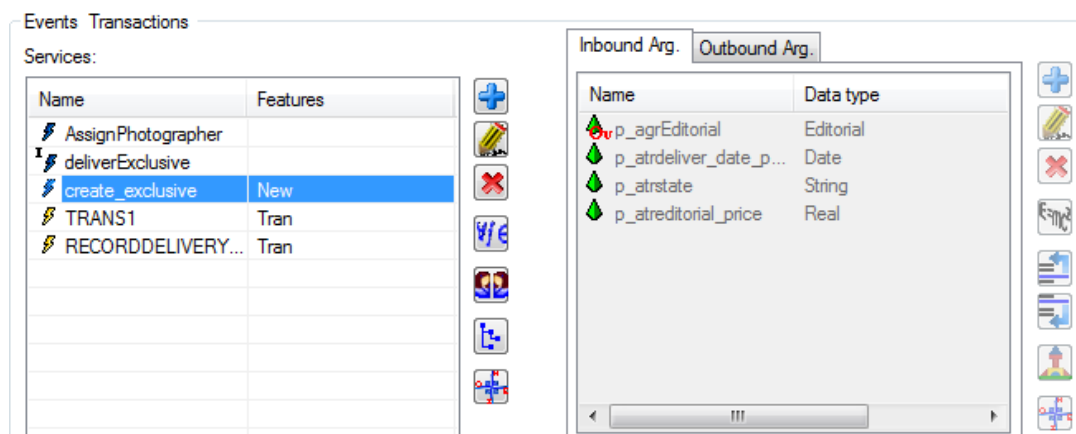 Events Transactions
Services:
Name Features
AssignPhotographer
I deliverExclusive
create_exclusive New
TRANS1 Tran
RECORDDELIVERY... Tran
Inbound Arg. Outbound Arg.
Name Data type
p_agrEditorial Editorial
p_atrdeliver_date_p... Date
p_atrstate String
p_atreditorial_price Real